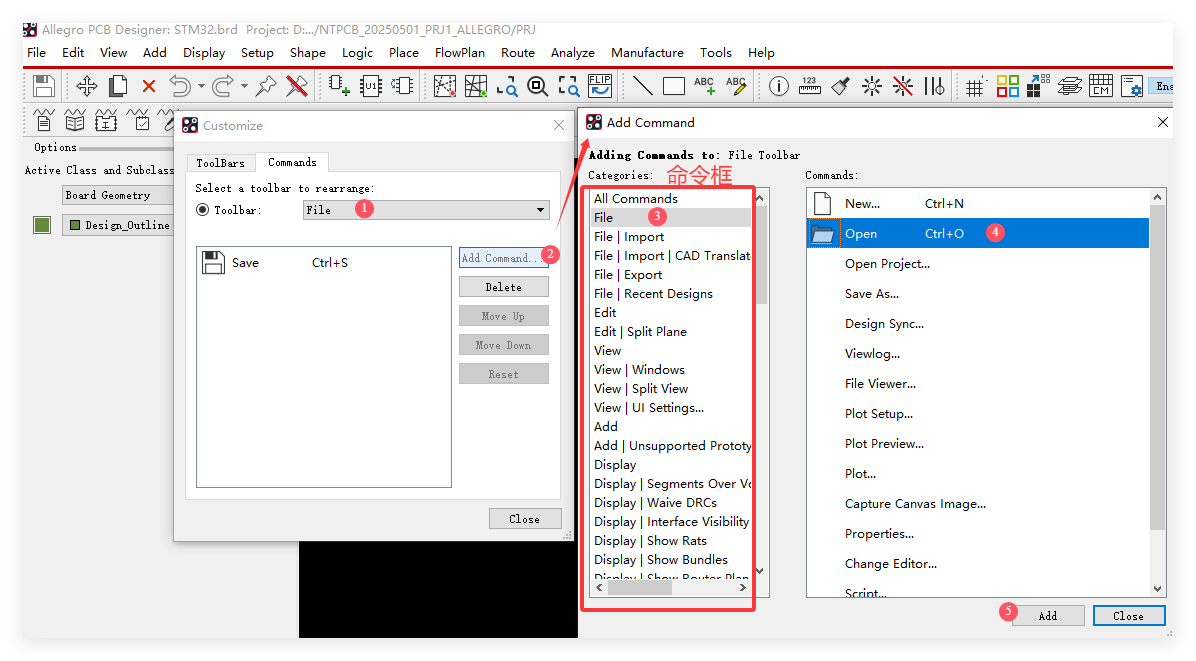 Allegro PCB Designer: STM32.brd Project: D:.../NTPCB_20250501_PRJ1_ALLEGRO/PRJ
File Edit View Add Display Setup Shape Logic Place FlowPlan Route Analyze Manufacture Tools Help
U1 FLIP ABC ABC 123 CM Ena
Options
Active Class and Subclass
Board Geometry
Design_Outline
Customize
ToolBars Commands
Select a toolbar to rearrange:
Toolbar: File 1
Save Ctrl+S
Add Command... 2
Delete
Move Up
Move Down
Reset
Close
Add Command
Adding Commands to: File Toolbar
Categories: 命令框
All Commands
File 3
File | Import
File | Import | CAD Translat
File | Export
File | Recent Designs
Edit
Edit | Split Plane
View
View | Windows
View | Split View
View | UI Settings...
Add
Add | Unsupported Prototy
Display
Display | Segments Over Vo
Display | Waive DRCs
Display | Interface Visibility
Display | Show Rats
Display | Show Bundles
Display | Show Router Plan
Commands:
New... Ctrl+N
Open Ctrl+O 4
Open Project...
Save As...
Design Sync...
Viewlog...
File Viewer...
Plot Setup...
Plot Preview...
Plot...
Capture Canvas Image...
Properties...
Change Editor...
Script...
5 Add Close